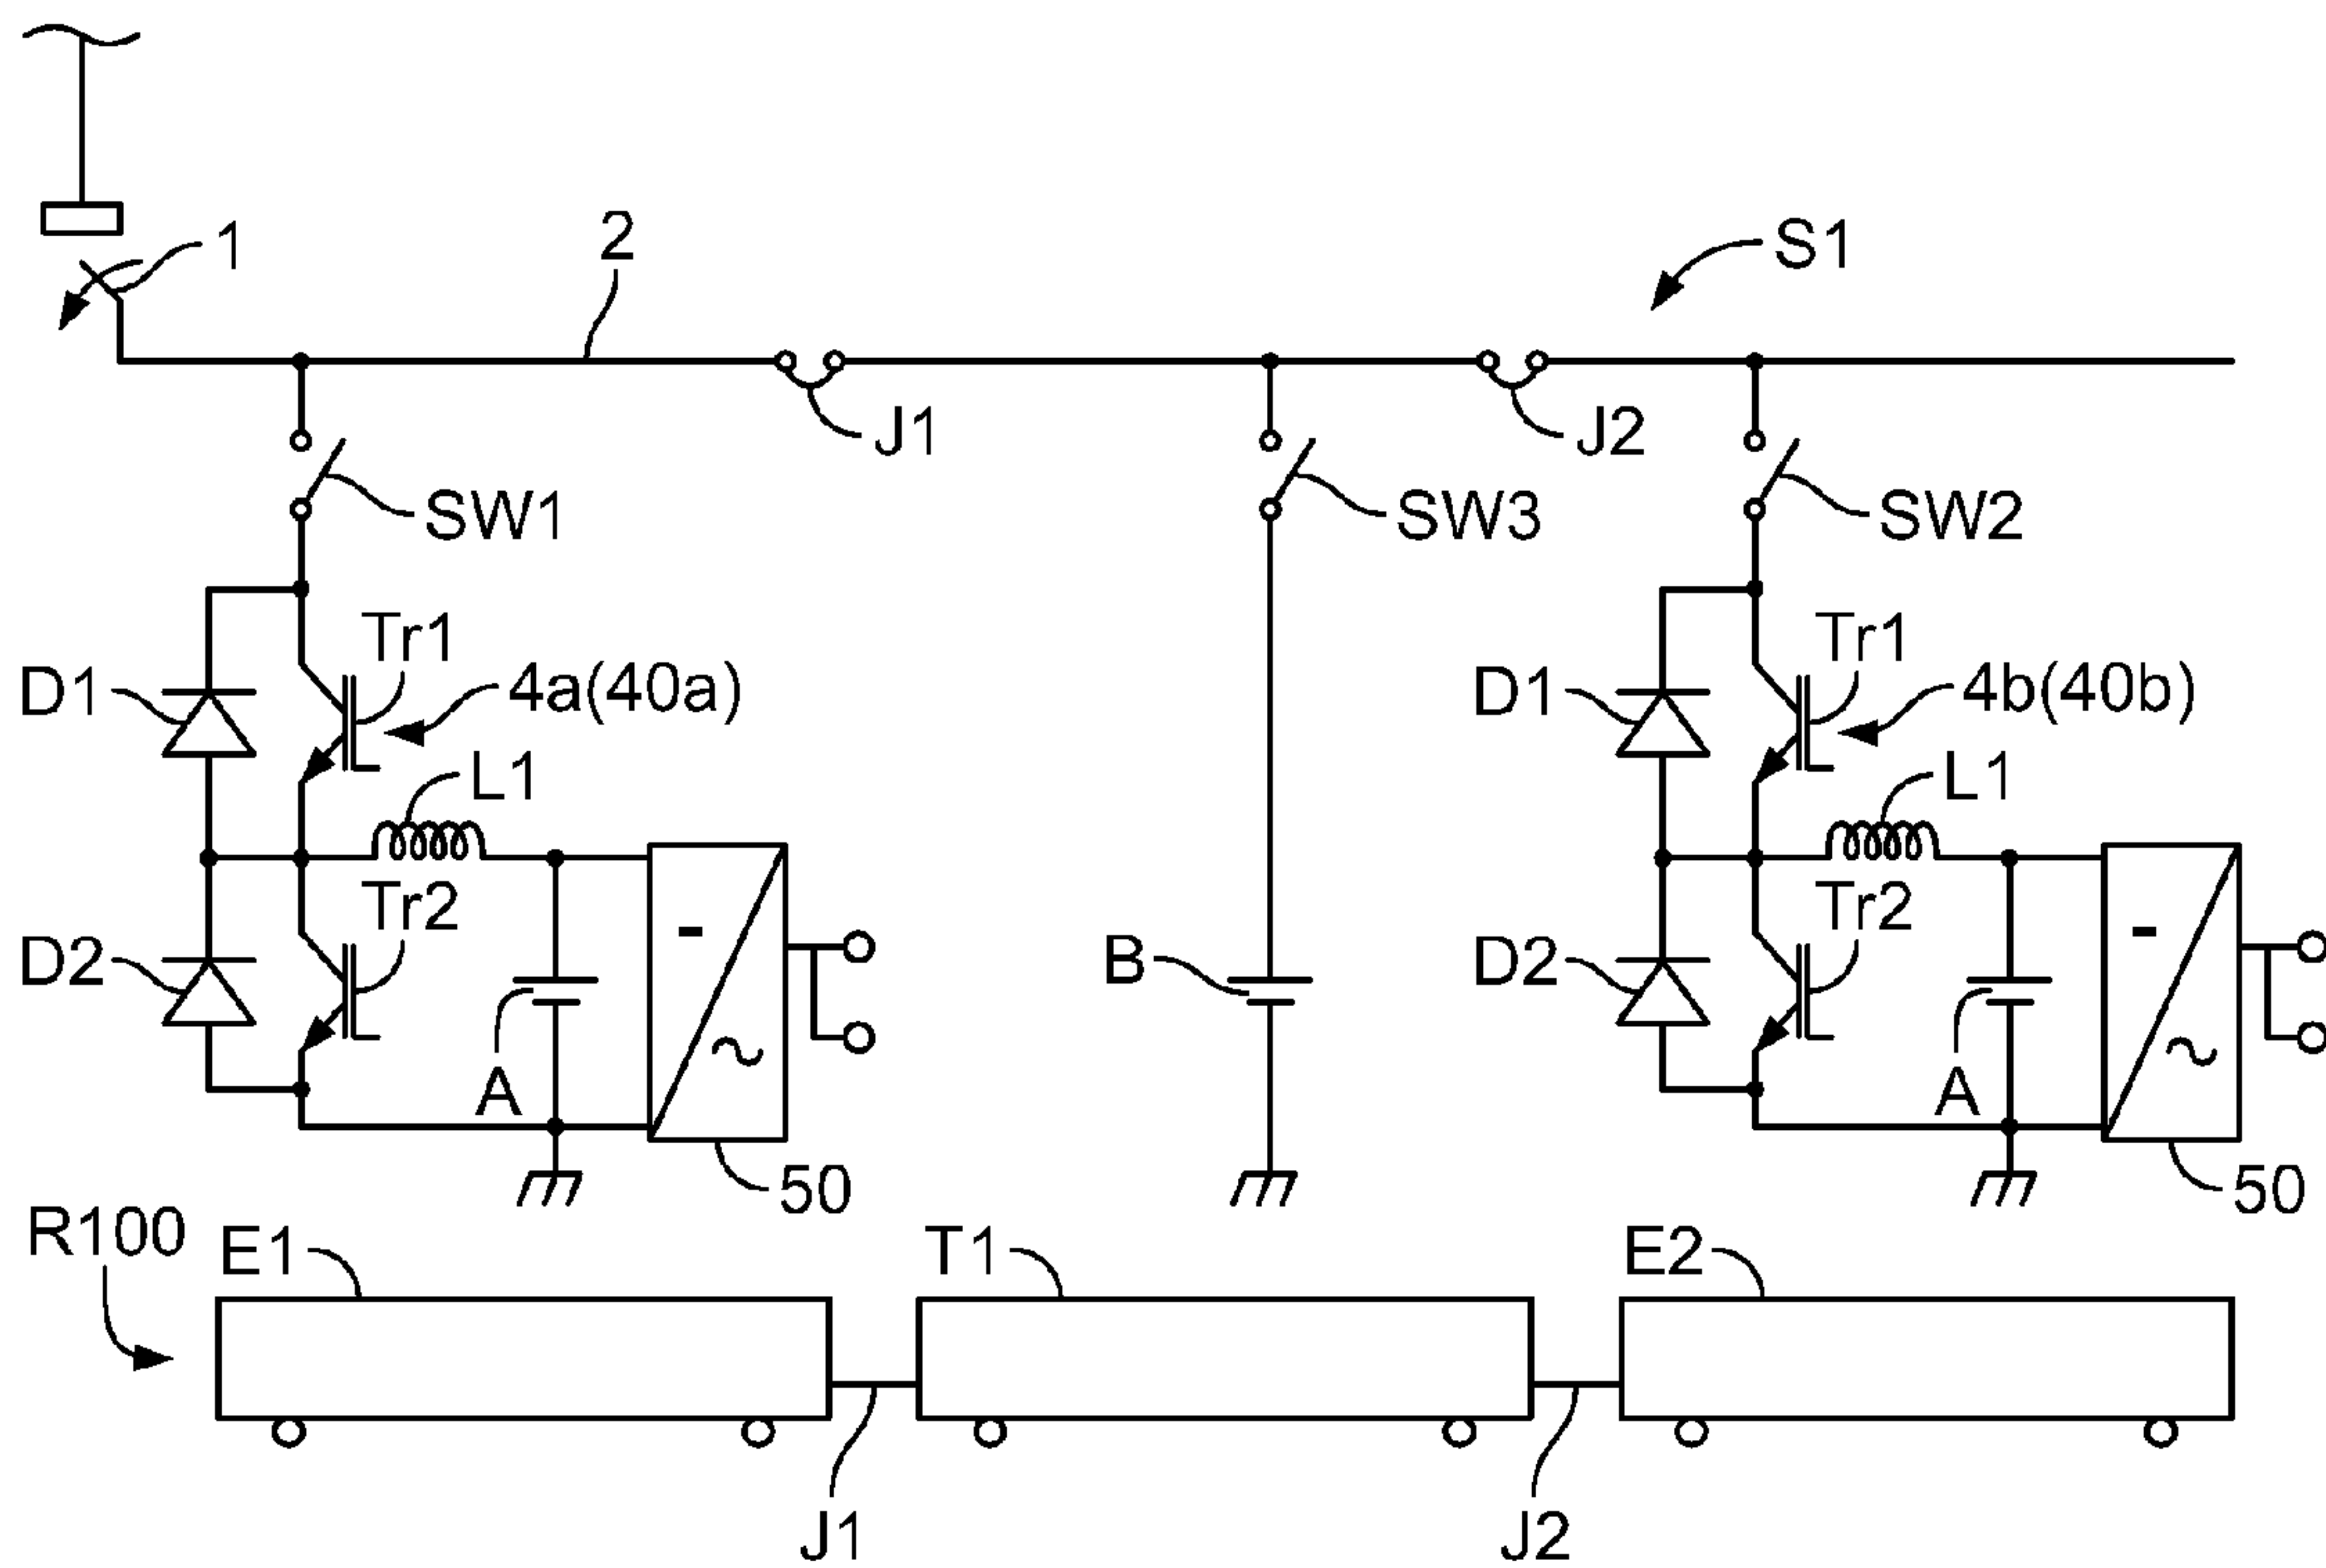 1
2
S1
J1
J2
SW1
SW3
SW2
Tr1
Tr1
D1
4a(40a)
D1
4b(40b)
L1
L1
Tr2
Tr2
D2
B
D2
-
-
~
~
A
A
50
50
R100
E1
T1
E2
J1
J2